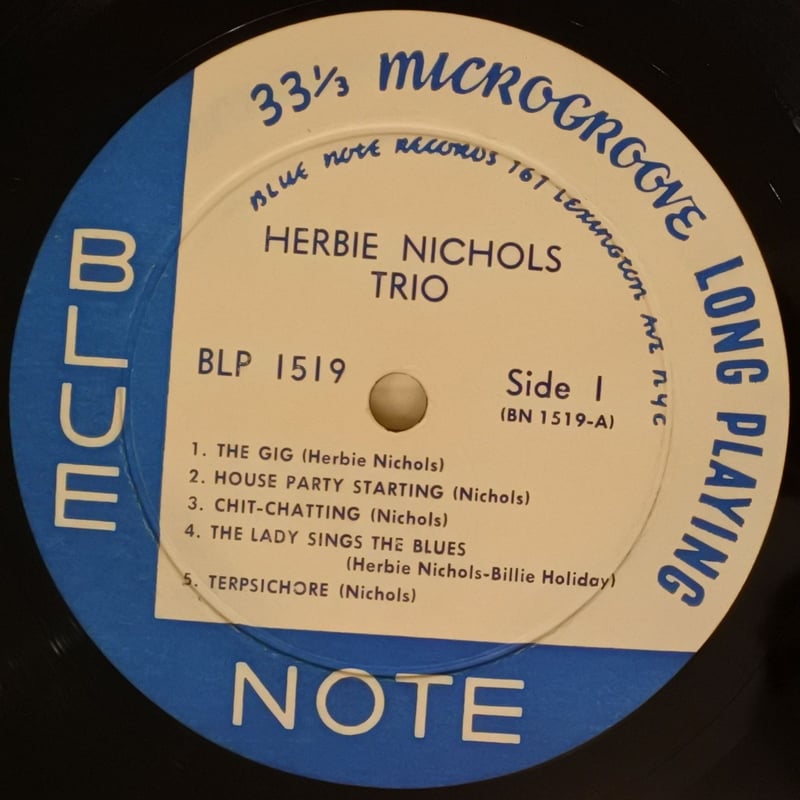 33⅓ MICROGROOVE LONG PLAYING
BLUE NOTE RECORDS 767 LEXINGTON AVE NYC
HERBIE NICHOLS
TRIO
BLP 1519
Side 1
(BN 1519-A)
1. THE GIG (Herbie Nichols)
2. HOUSE PARTY STARTING (Nichols)
3. CHIT-CHATTING (Nichols)
4. THE LADY SINGS THE BLUES
(Herbie Nichols-Billie Holiday)
5. TERPSICHORE (Nichols)
BLUE
NOTE